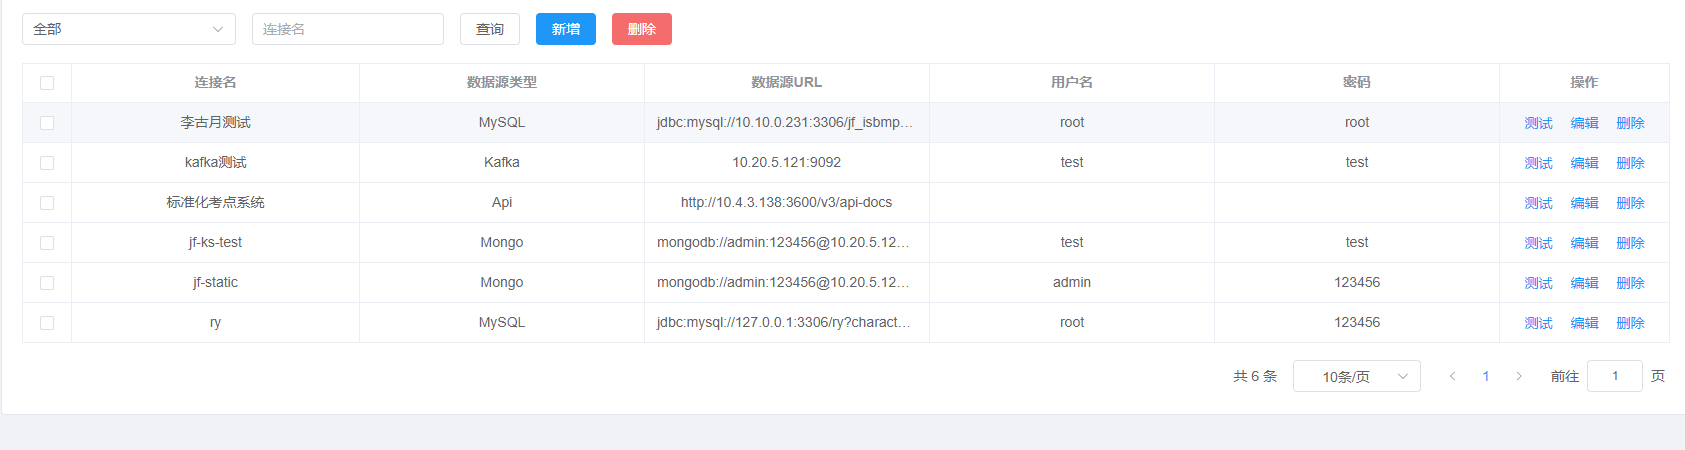 全部 连接名 查询 新增 删除
连接名 数据源类型 数据源URL 用户名 密码 操作
李古月测试 MySQL jdbc:mysql://10.10.0.231:3306/jf_isbmp... root root 测试 编辑 删除
kafka测试 Kafka 10.20.5.121:9092 test test 测试 编辑 删除
标准化考点系统 Api http://10.4.3.138:3600/v3/api-docs 测试 编辑 删除
jf-ks-test Mongo mongodb://admin:123456@10.20.5.12... test test 测试 编辑 删除
jf-static Mongo mongodb://admin:123456@10.20.5.12... admin 123456 测试 编辑 删除
ry MySQL jdbc:mysql://127.0.0.1:3306/ry?charact... root 123456 测试 编辑 删除
共 6 条 10条/页 1 前往 1 页